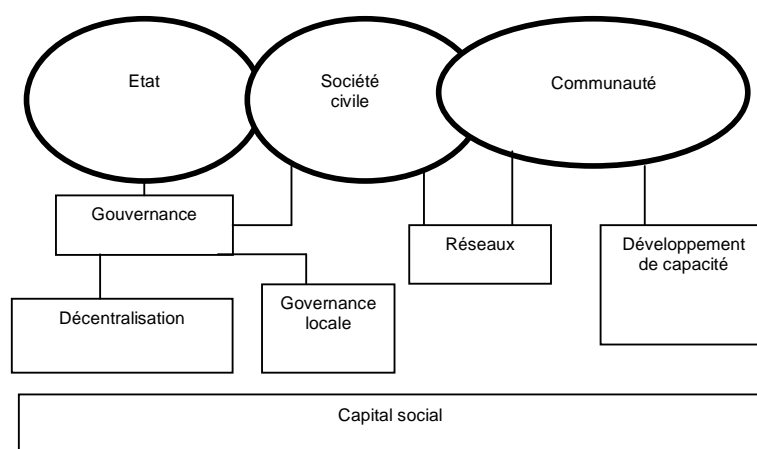 Etat
Société
civile
Communauté
Gouvernance
Réseaux
Développement
de capacité
Décentralisation
Governance
locale
Capital social